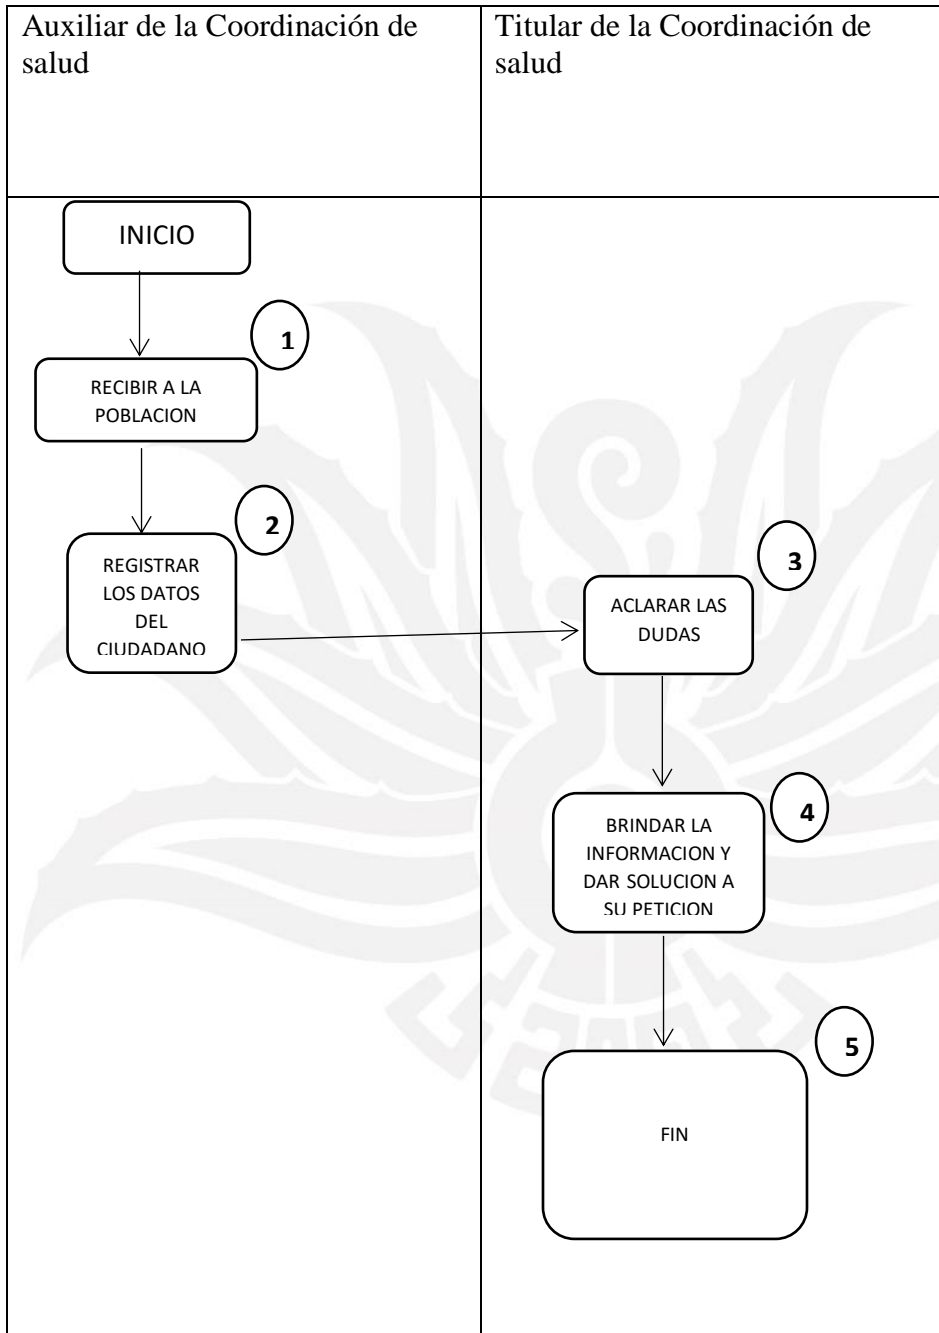 Auxiliar de la Coordinación de
salud
Titular de la Coordinación de
salud
INICIO
1
RECIBIR A LA
POBLACION
2
REGISTRAR
LOS DATOS
DEL
CIUDADANO
3
ACLARAR LAS
DUDAS
4
BRINDAR LA
INFORMACION Y
DAR SOLUCION A
SU PETICION
5
FIN